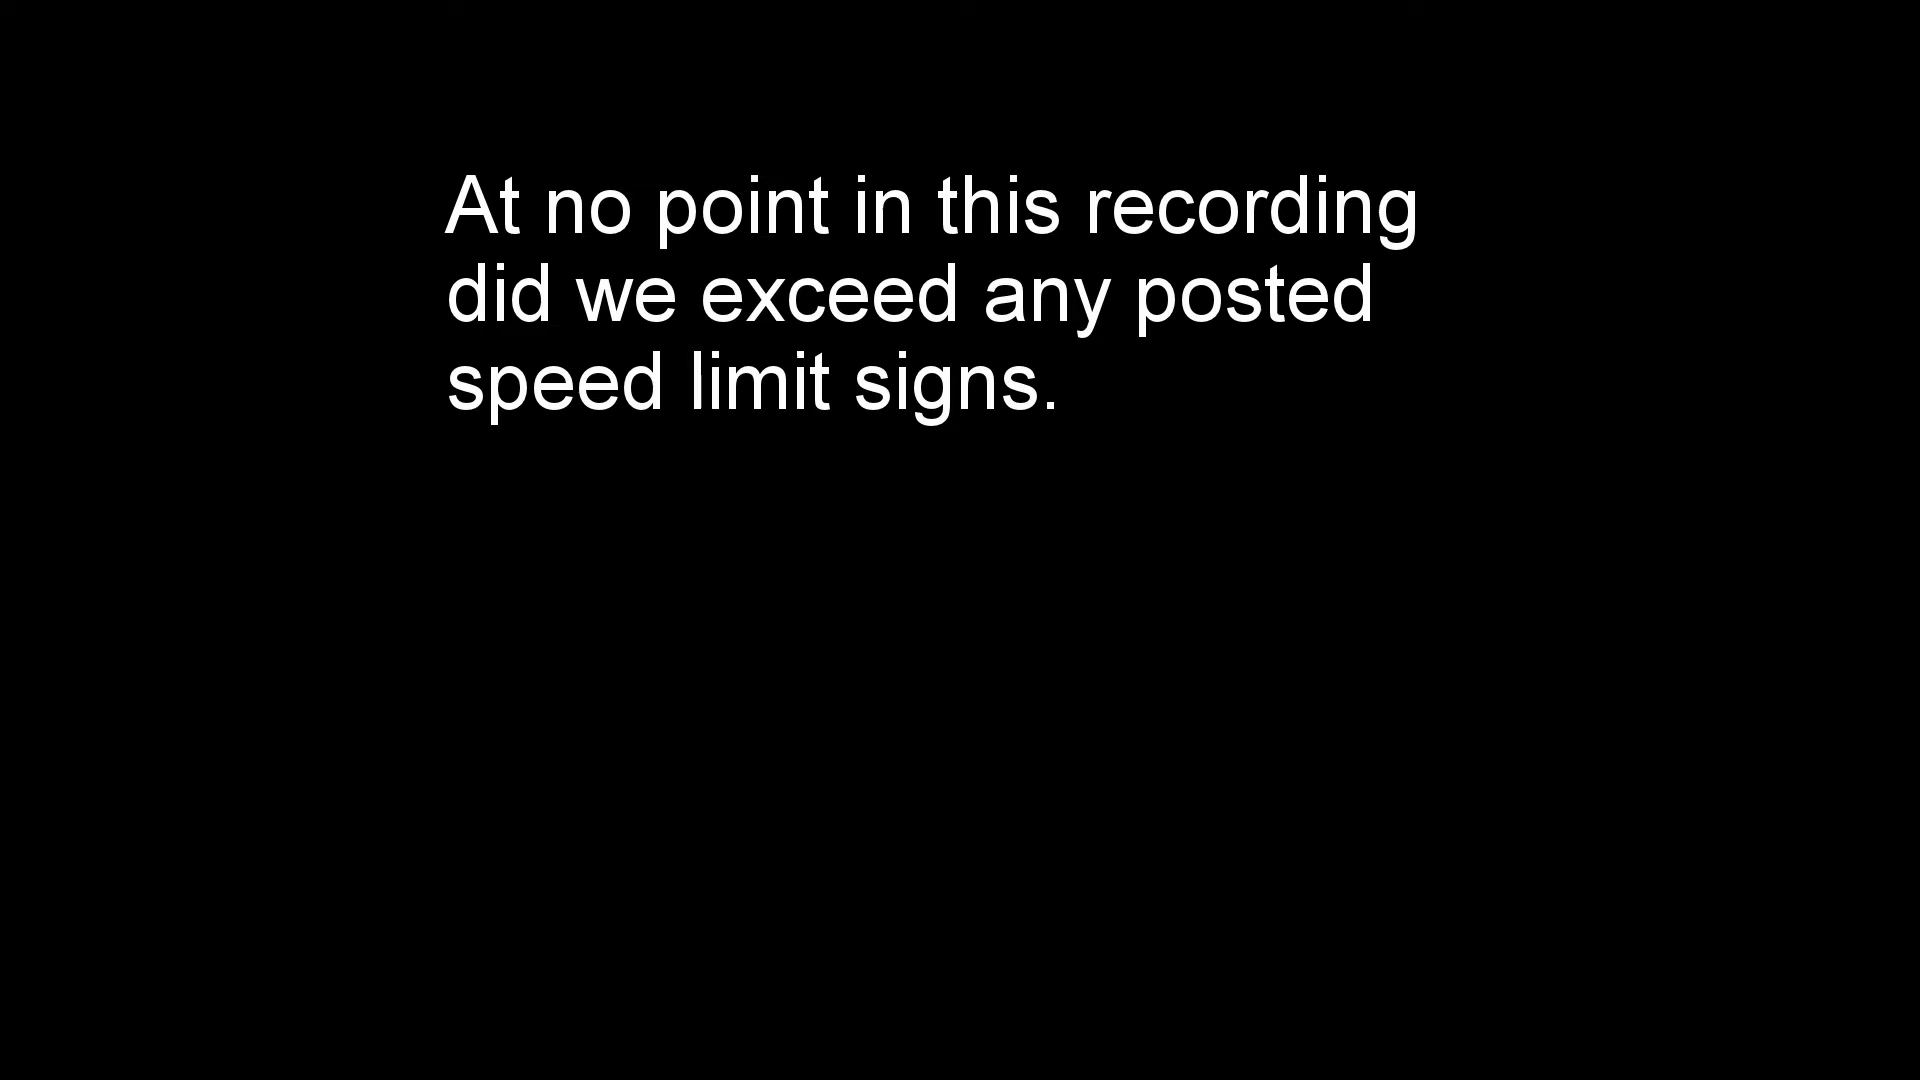 At no point in this recording
did we exceed any posted
speed limit signs.